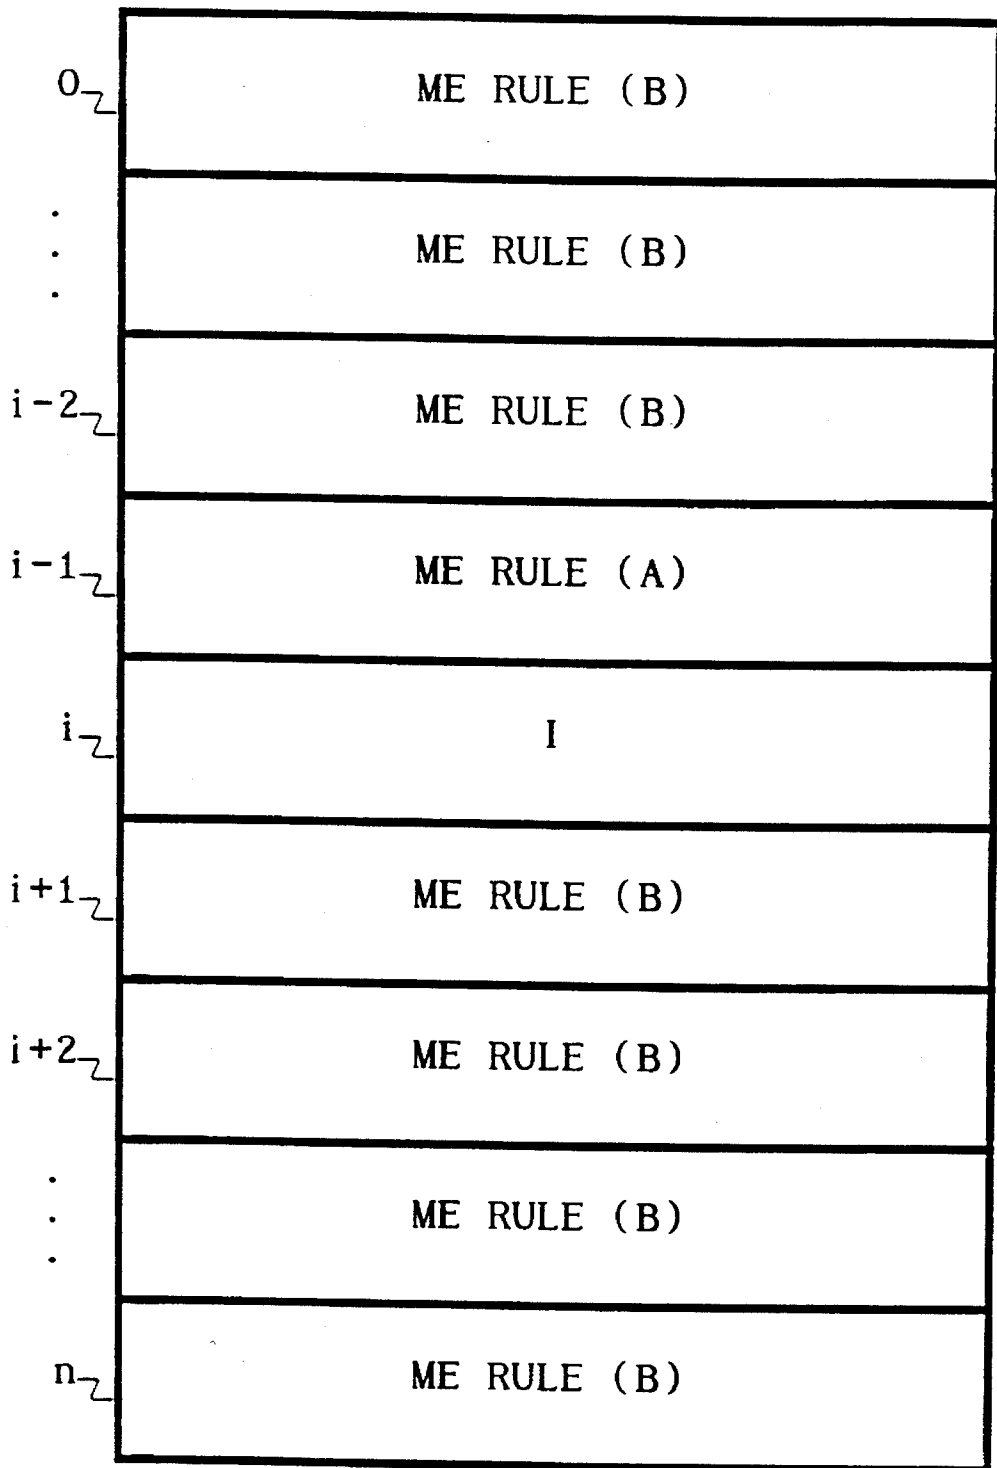 0 ME RULE (B)
. ME RULE (B)
.
.
i-2 ME RULE (B)
i-1 ME RULE (A)
i I
i+1 ME RULE (B)
i+2 ME RULE (B)
. ME RULE (B)
.
.
n ME RULE (B)